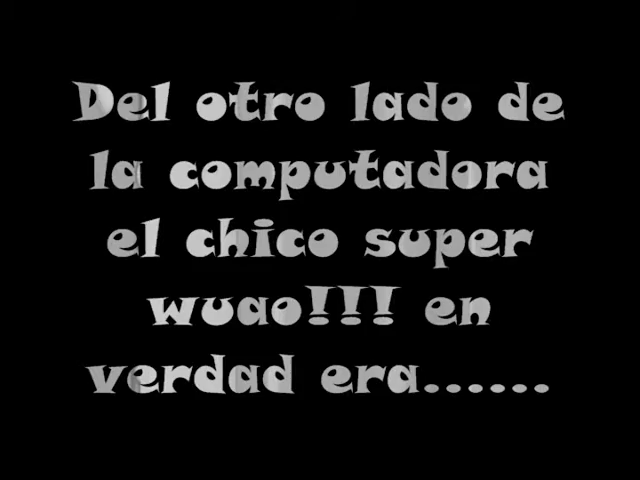 Del otro lado de
la computadora
el chico super
wuao!!! en
verdad era......